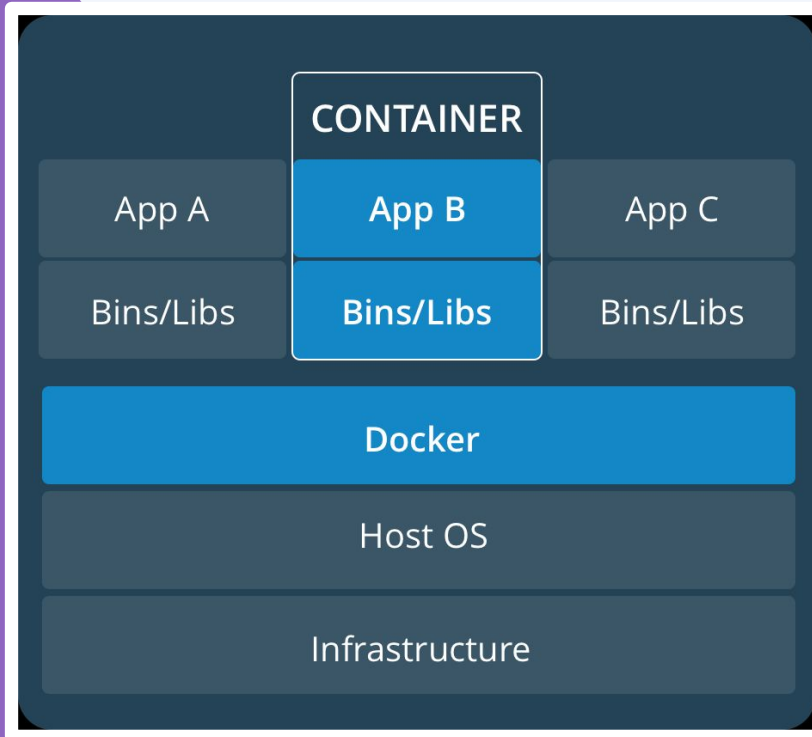 CONTAINER
App A App B App C
Bins/Libs Bins/Libs Bins/Libs
Docker
Host OS
Infrastructure